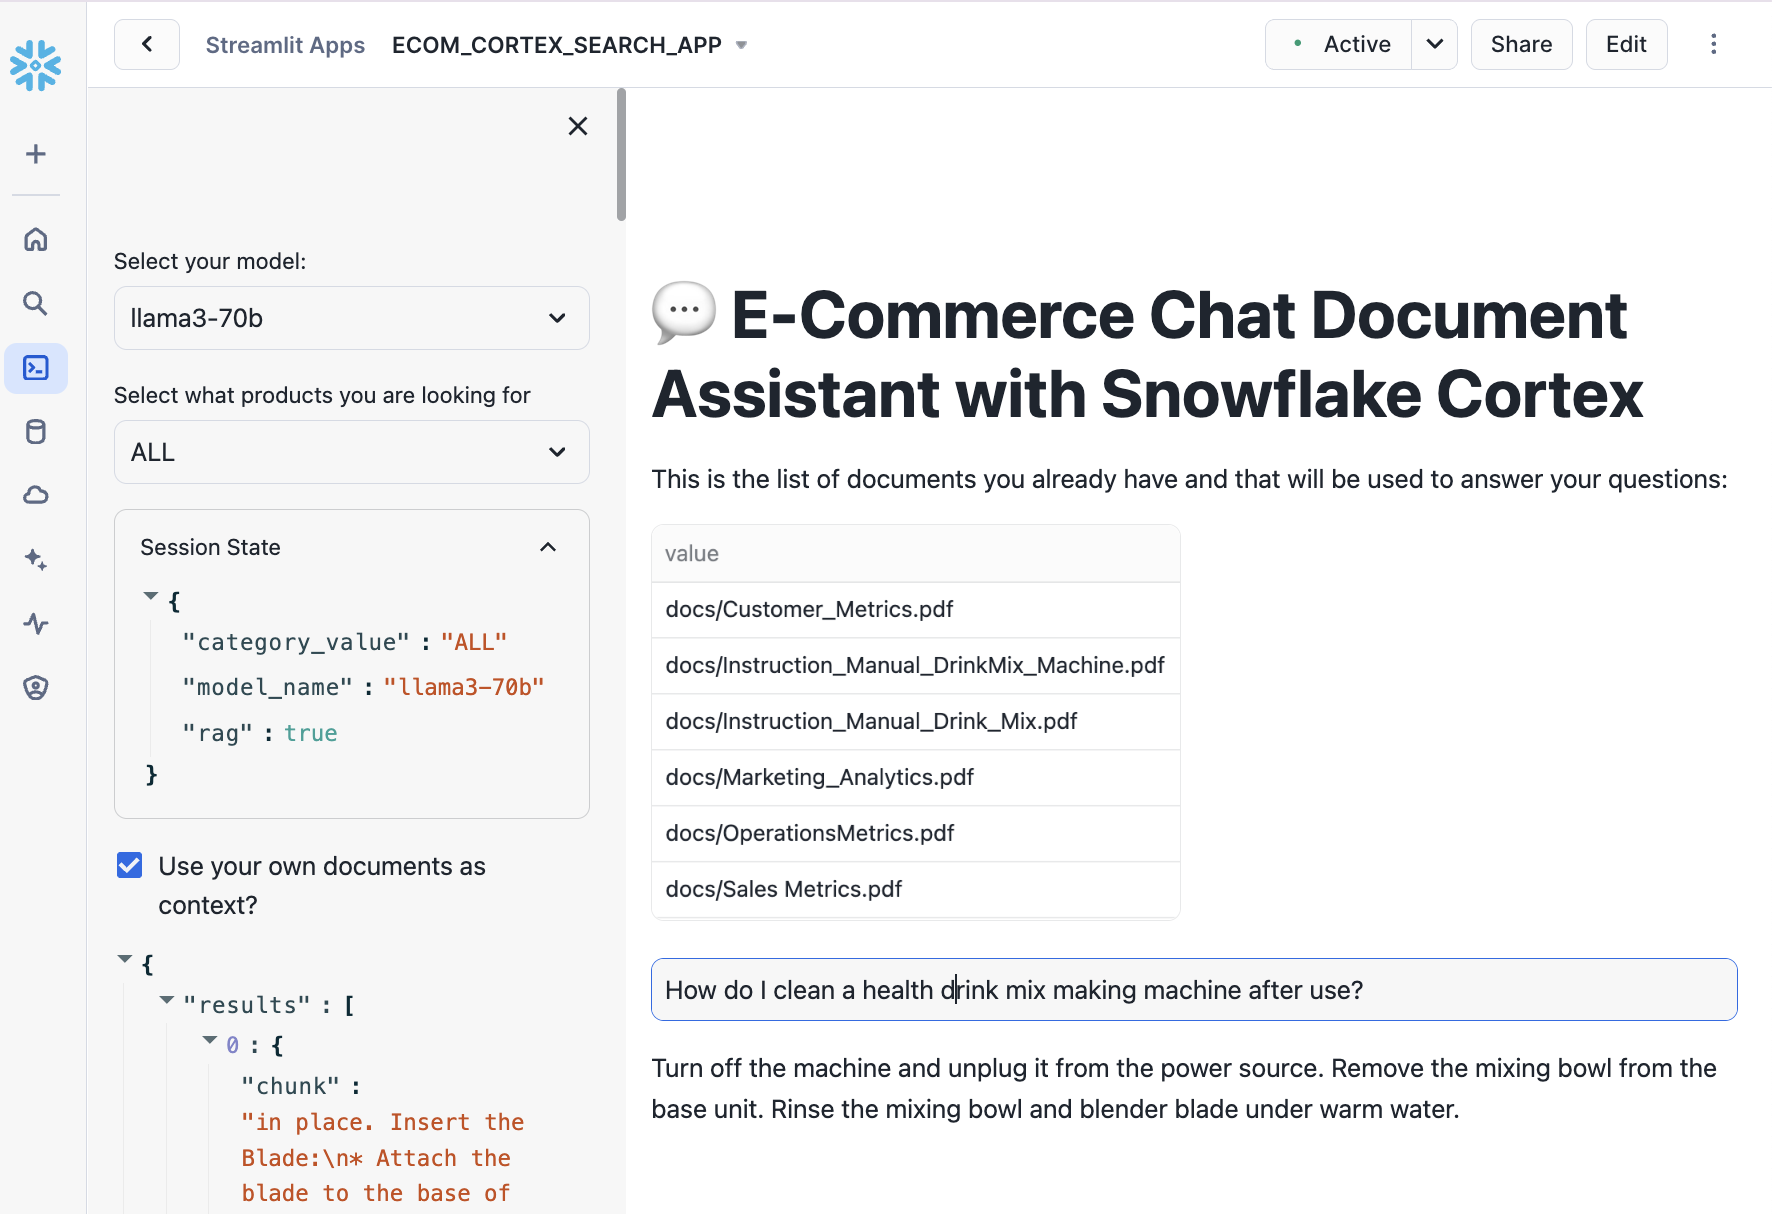 Streamlit Apps ECOM_CORTEX_SEARCH_APP
Active
Share
Edit
Select your model:
llama3-70b
Select what products you are looking for
ALL
Session State
{
"category_value" : "ALL"
"model_name" : "llama3-70b"
"rag" : true
}
Use your own documents as
context?
{
"results" : [
0 : {
"chunk" :
"in place. Insert the
Blade:\n* Attach the
blade to the base of
E-Commerce Chat Document
Assistant with Snowflake Cortex
This is the list of documents you already have and that will be used to answer your questions:
value
docs/Customer_Metrics.pdf
docs/Instruction_Manual_DrinkMix_Machine.pdf
docs/Instruction_Manual_Drink_Mix.pdf
docs/Marketing_Analytics.pdf
docs/OperationsMetrics.pdf
docs/Sales Metrics.pdf
How do I clean a health drink mix making machine after use?
Turn off the machine and unplug it from the power source. Remove the mixing bowl from the
base unit. Rinse the mixing bowl and blender blade under warm water.